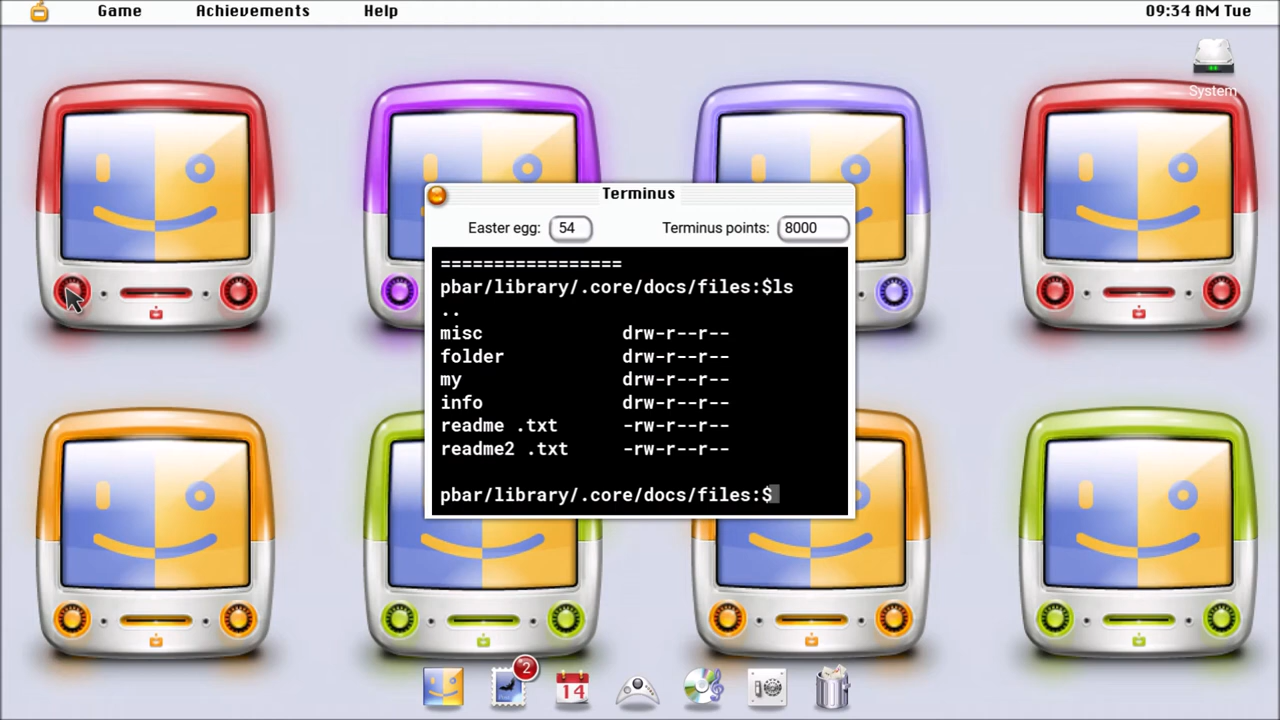 Game Achievements Help 09:34 AM Tue
System
Terminus
Easter egg: 54 Terminus points: 8000
=================
pbar/library/.core/docs/files:$ls
..
misc drw-r--r--
folder drw-r--r--
my drw-r--r--
info drw-r--r--
readme .txt -rw-r--r--
readme2 .txt -rw-r--r--
pbar/library/.core/docs/files:$
2
14